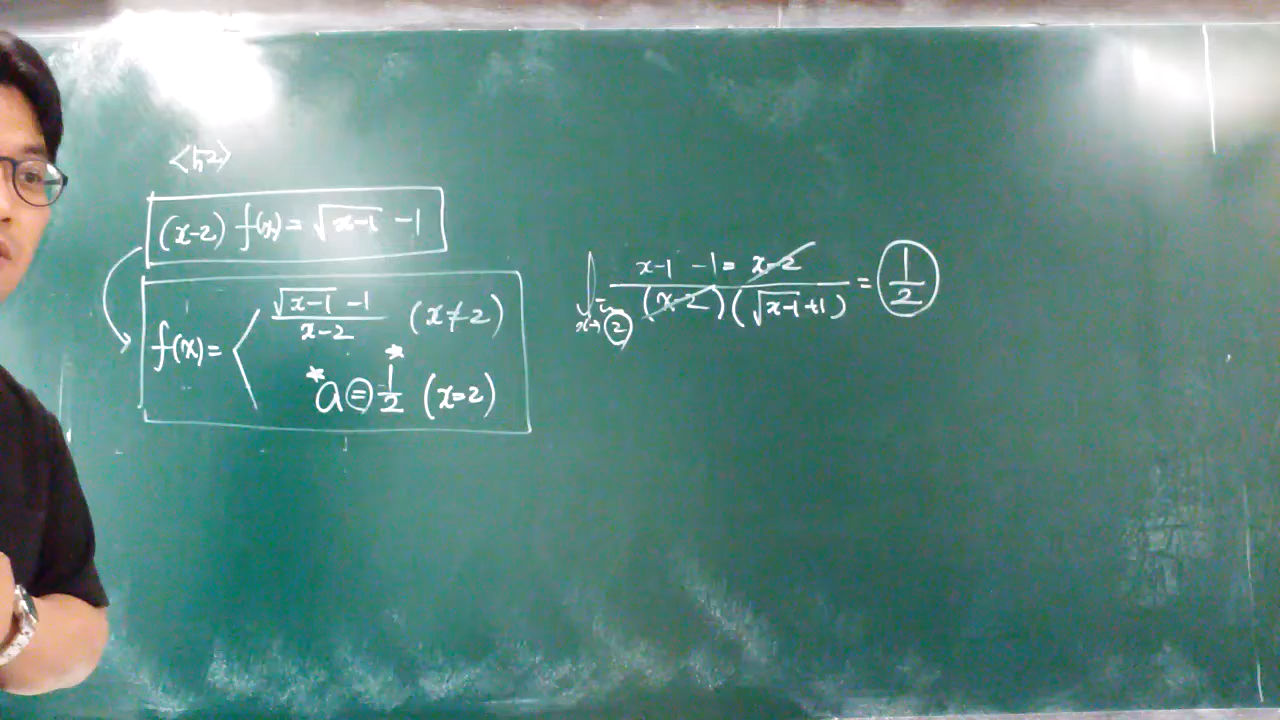 <52>
(x-2) f(x) = √(x-1) -1
f(x) = < (√(x-1) -1)/(x-2) (x≠2)
*a = 1/2* (x=2)
lim x→2 (x-1 -1 = x-2)/((x-2)(√(x-1)+1)) = 1/2